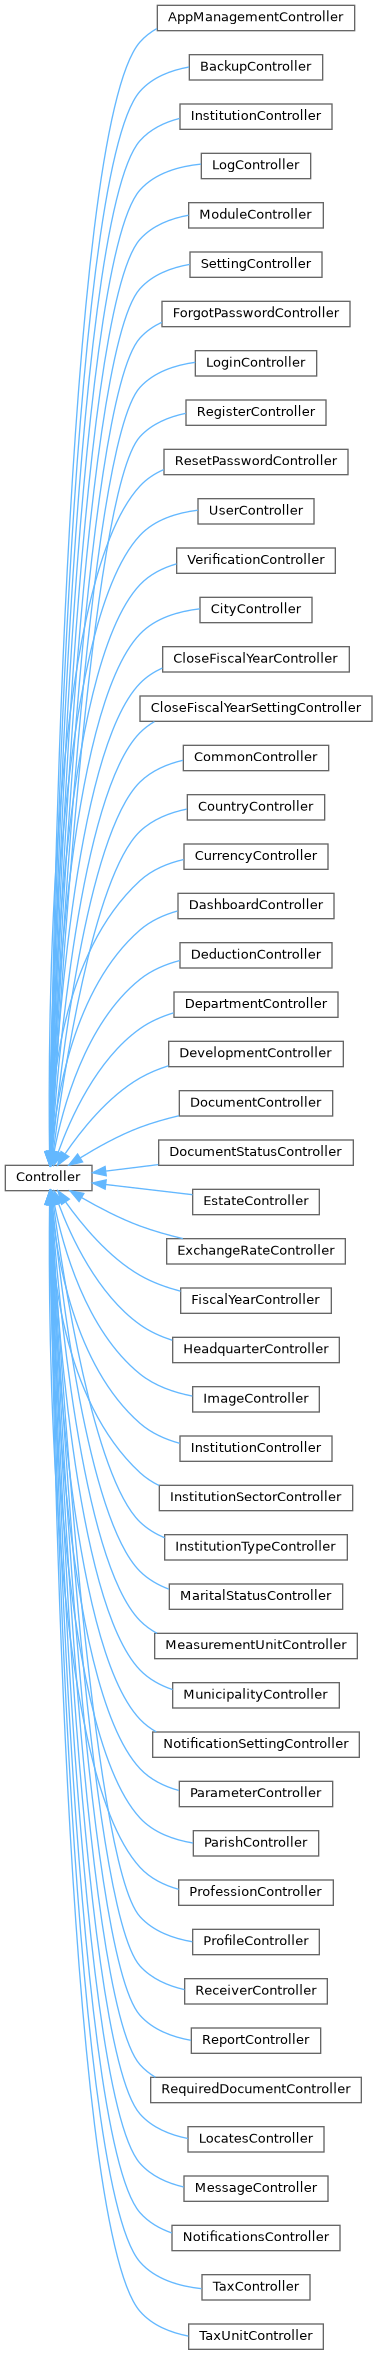 AppManagementController
BackupController
InstitutionController
LogController
ModuleController
SettingController
ForgotPasswordController
LoginController
RegisterController
ResetPasswordController
UserController
VerificationController
CityController
CloseFiscalYearController
CloseFiscalYearSettingController
CommonController
CountryController
CurrencyController
DashboardController
DeductionController
DepartmentController
DevelopmentController
DocumentController
DocumentStatusController
Controller
EstateController
ExchangeRateController
FiscalYearController
HeadquarterController
ImageController
InstitutionController
InstitutionSectorController
InstitutionTypeController
MaritalStatusController
MeasurementUnitController
MunicipalityController
NotificationSettingController
ParameterController
ParishController
ProfessionController
ProfileController
ReceiverController
ReportController
RequiredDocumentController
LocatesController
MessageController
NotificationsController
TaxController
TaxUnitController